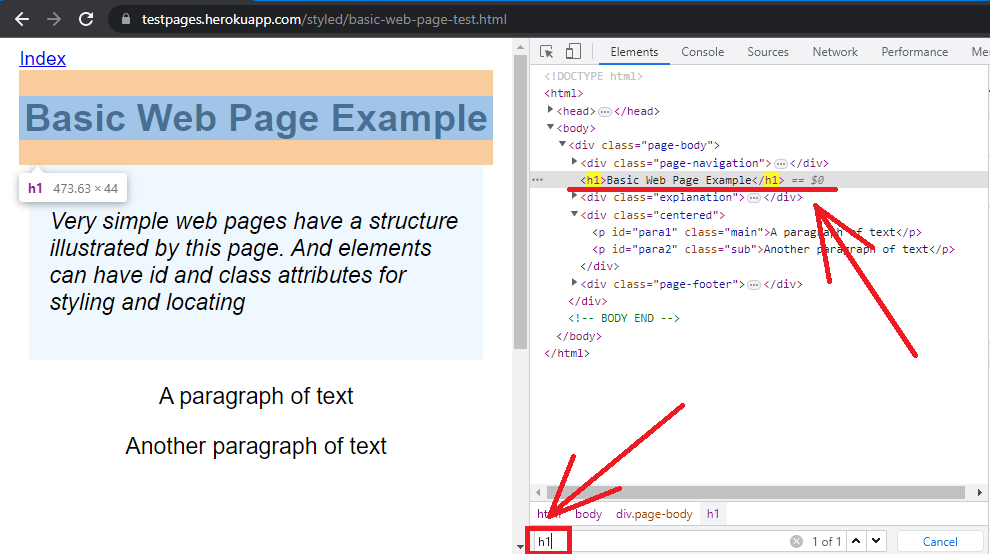 testpages.herokuapp.com/styled/basic-web-page-test.html
Index
Basic Web Page Example
h1 473.63 × 44
Very simple web pages have a structure
illustrated by this page. And elements
can have id and class attributes for
styling and locating
A paragraph of text
Another paragraph of text
Elements Console Sources Network Performance Me
<!DOCTYPE html>
<html>
<head>…</head>
<body>
<div class="page-body">
<div class="page-navigation">…</div>
<h1>Basic Web Page Example</h1> == $0
<div class="explanation">…</div>
<div class="centered">
<p id="para1" class="main">A paragraph of text</p>
<p id="para2" class="sub">Another paragraph of text</p>
</div>
<div class="page-footer">…</div>
</div>
<!-- BODY END -->
</body>
</html>
html body div.page-body h1
h1 1 of 1 Cancel